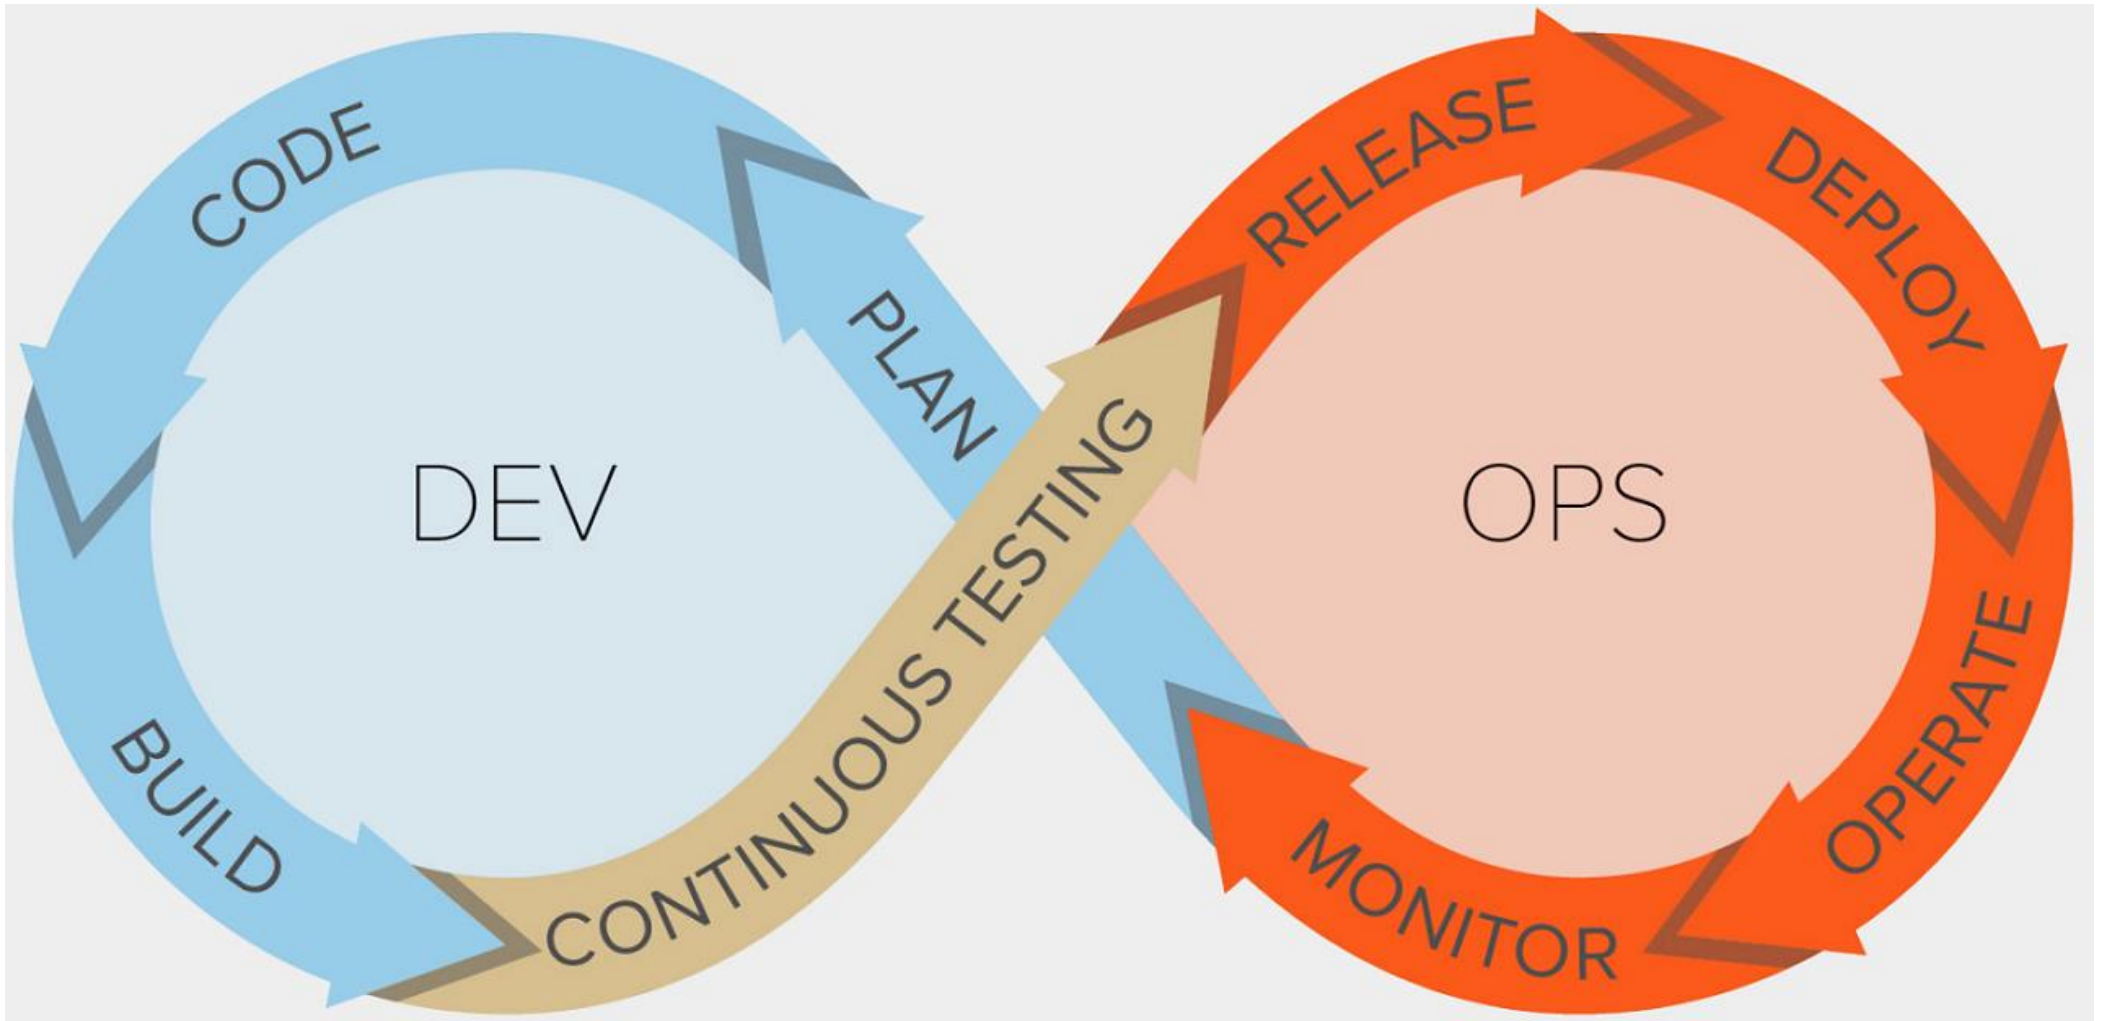 CODE
PLAN
DEV
BUILD
CONTINUOUS TESTING
RELEASE
DEPLOY
OPS
OPERATE
MONITOR